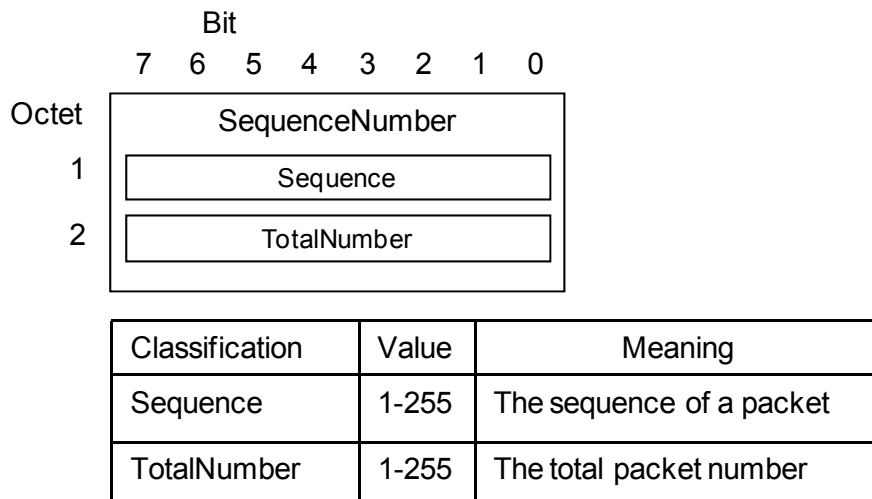 Bit
7 6 5 4 3 2 1 0
Octet
SequenceNumber
1 Sequence
2 TotalNumber
Classification Value Meaning
Sequence 1-255 The sequence of a packet
TotalNumber 1-255 The total packet number